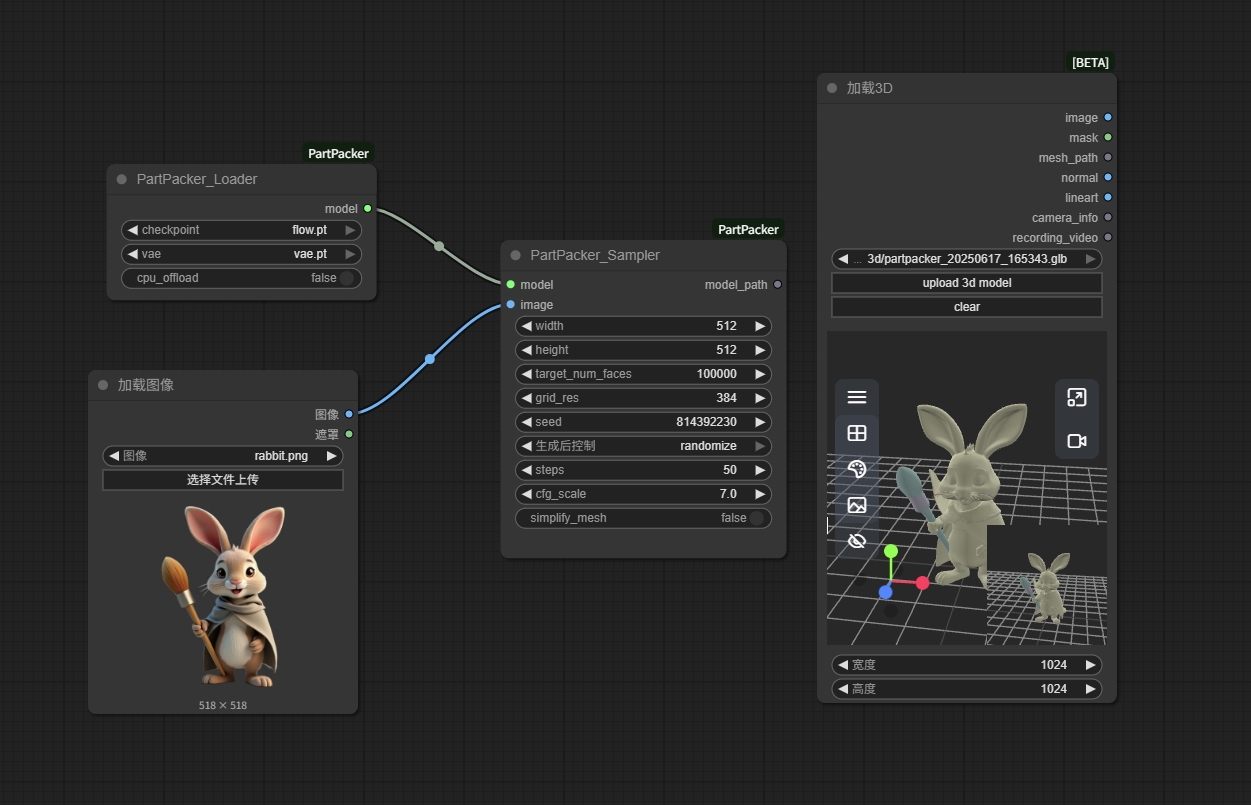 PartPacker
PartPacker_Loader
model
checkpoint flow.pt
vae vae.pt
cpu_offload false
加载图像
图像
遮罩
图像 rabbit.png
选择文件上传
518 × 518
PartPacker
PartPacker_Sampler
model model_path
image
width 512
height 512
target_num_faces 100000
grid_res 384
seed 814392230
生成后控制 randomize
steps 50
cfg_scale 7.0
simplify_mesh false
[BETA]
加载3D
image
mask
mesh_path
normal
lineart
camera_info
recording_video
... 3d/partpacker_20250617_165343.glb
upload 3d model
clear
宽度 1024
高度 1024